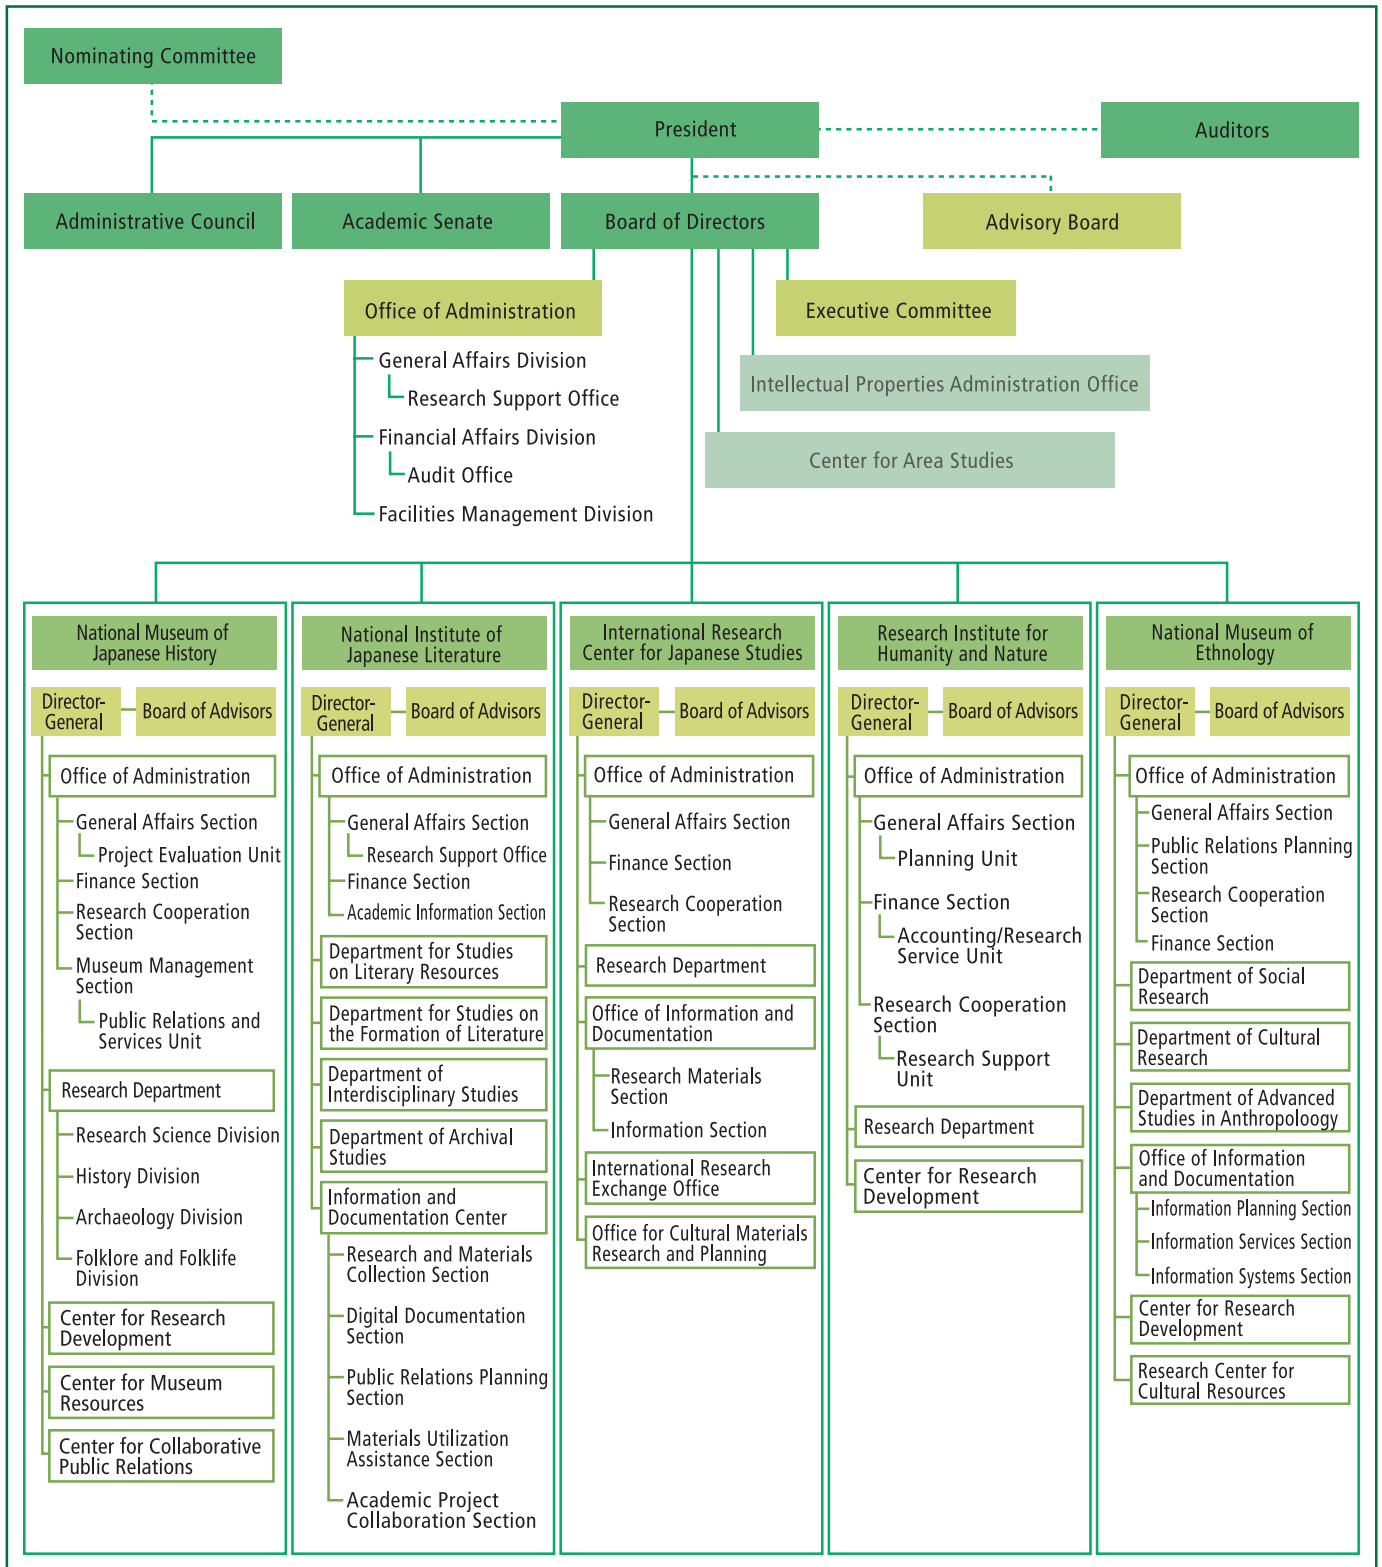 Nominating Committee
President
Auditors
Administrative Council
Academic Senate
Board of Directors
Advisory Board
Office of Administration
Executive Committee
General Affairs Division
Research Support Office
Financial Affairs Division
Audit Office
Facilities Management Division
Intellectual Properties Administration Office
Center for Area Studies
National Museum of
Japanese History
Director-
General
Board of Advisors
Office of Administration
General Affairs Section
Project Evaluation Unit
Finance Section
Research Cooperation
Section
Museum Management
Section
Public Relations and
Services Unit
Research Department
Research Science Division
History Division
Archaeology Division
Folklore and Folklife
Division
Center for Research
Development
Center for Museum
Resources
Center for Collaborative
Public Relations
National Institute of
Japanese Literature
Director-
General
Board of Advisors
Office of Administration
General Affairs Section
Research Support Office
Finance Section
Academic Information Section
Department for Studies
on Literary Resources
Department for Studies on
the Formation of Literature
Department of
Interdisciplinary Studies
Department of Archival
Studies
Information and
Documentation Center
Research and Materials
Collection Section
Digital Documentation
Section
Public Relations Planning
Section
Materials Utilization
Assistance Section
Academic Project
Collaboration Section
International Research
Center for Japanese Studies
Director-
General
Board of Advisors
Office of Administration
General Affairs Section
Finance Section
Research Cooperation
Section
Research Department
Office of Information and
Documentation
Research Materials
Section
Information Section
International Research
Exchange Office
Office for Cultural Materials
Research and Planning
Research Institute for
Humanity and Nature
Director-
General
Board of Advisors
Office of Administration
General Affairs Section
Planning Unit
Finance Section
Accounting/Research
Service Unit
Research Cooperation
Section
Research Support
Unit
Research Department
Center for Research
Development
National Museum of
Ethnology
Director-
General
Board of Advisors
Office of Administration
General Affairs Section
Public Relations Planning
Section
Research Cooperation
Section
Finance Section
Department of Social
Research
Department of Cultural
Research
Department of Advanced
Studies in Anthropoloogy
Office of Information
and Documentation
Information Planning Section
Information Services Section
Information Systems Section
Center for Research
Development
Research Center for
Cultural Resources